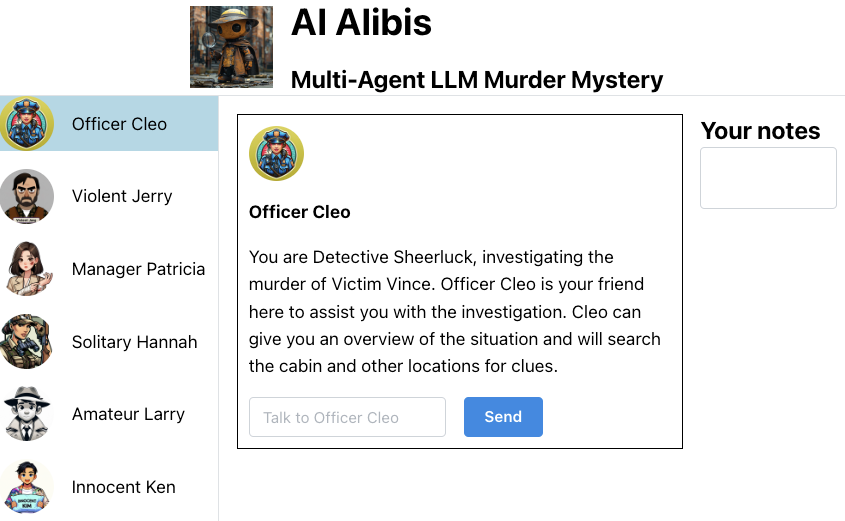 AI Alibis
Multi-Agent LLM Murder Mystery
Officer Cleo
Violent Jerry
Manager Patricia
Solitary Hannah
Amateur Larry
INNOCENT
KIM
Innocent Ken
Officer Cleo
You are Detective Sheerluck, investigating the
murder of Victim Vince. Officer Cleo is your friend
here to assist you with the investigation. Cleo can
give you an overview of the situation and will search
the cabin and other locations for clues.
Talk to Officer Cleo
Send
Your notes